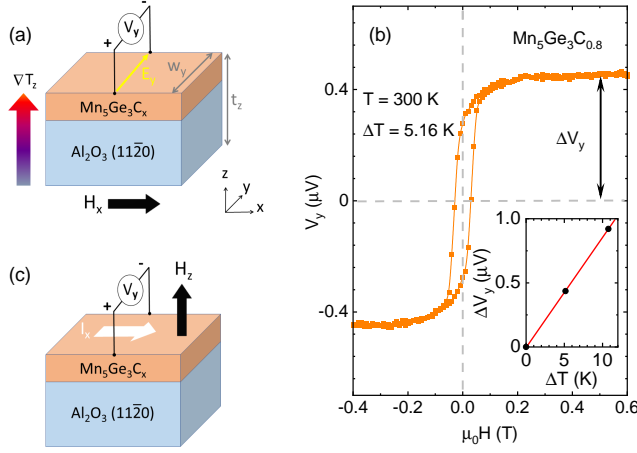 (a)
V_y
-
+
E_y
w_y
t_z
∇T_z
Mn₅Ge₃Cₓ
Al₂O₃ (112̄0)
H_x
z
y
x
(c)
V_y
-
+
H_z
I_x
Mn₅Ge₃Cₓ
Al₂O₃ (112̄0)
(b)
Mn₅Ge₃C₀.₈
T = 300 K
ΔT = 5.16 K
ΔV_y
V_y (μV)
0.4
0
-0.4
-0.4 -0.2 0.0 0.2 0.4 0.6
μ₀H (T)
ΔV_y (μV)
1.0
0.5
0
0 5 10
ΔT (K)